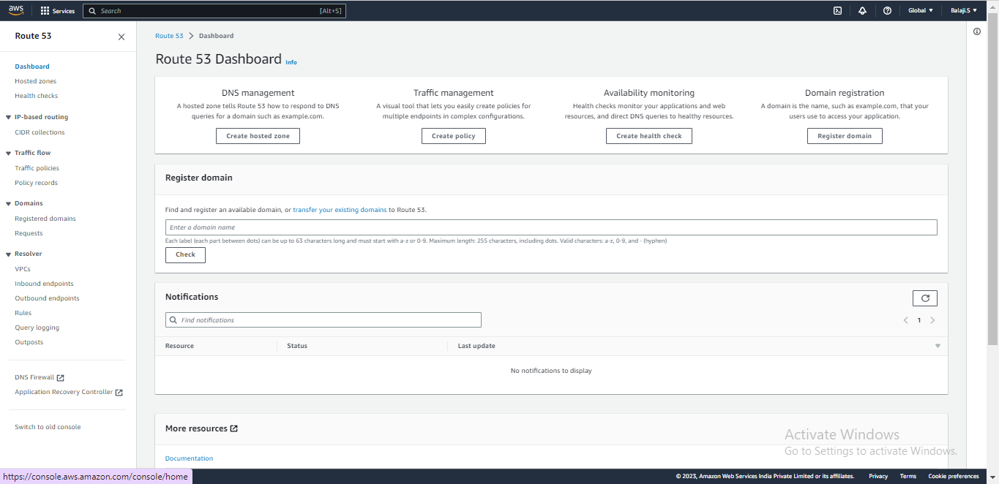 aws
Services
Search
[Alt+S]
Global ▼
Balaji.S ▼
Route 53
Dashboard
Hosted zones
Health checks
IP-based routing
CIDR collections
Traffic flow
Traffic policies
Policy records
Domains
Registered domains
Requests
Resolver
VPCs
Inbound endpoints
Outbound endpoints
Rules
Query logging
Outposts
DNS Firewall
Application Recovery Controller
Switch to old console
Route 53 > Dashboard
Route 53 Dashboard Info
DNS management
A hosted zone tells Route 53 how to respond to DNS
queries for a domain such as example.com.
Create hosted zone
Traffic management
A visual tool that lets you easily create policies for
multiple endpoints in complex configurations.
Create policy
Availability monitoring
Health checks monitor your applications and web
resources, and direct DNS queries to healthy resources.
Create health check
Domain registration
A domain is the name, such as example.com, that your
users use to access your application.
Register domain
Register domain
Find and register an available domain, or transfer your existing domains to Route 53.
Enter a domain name
Each label (each part between dots) can be up to 63 characters long and must start with a-z or 0-9. Maximum length: 255 characters, including dots. Valid characters: a-z, 0-9, and - (hyphen)
Check
Notifications
Find notifications
< 1 >
Resource
Status
Last update
No notifications to display
More resources
Documentation
Activate Windows
Go to Settings to activate Windows.
https://console.aws.amazon.com/console/home
© 2023, Amazon Web Services India Private Limited or its affiliates.
Privacy
Terms
Cookie preferences